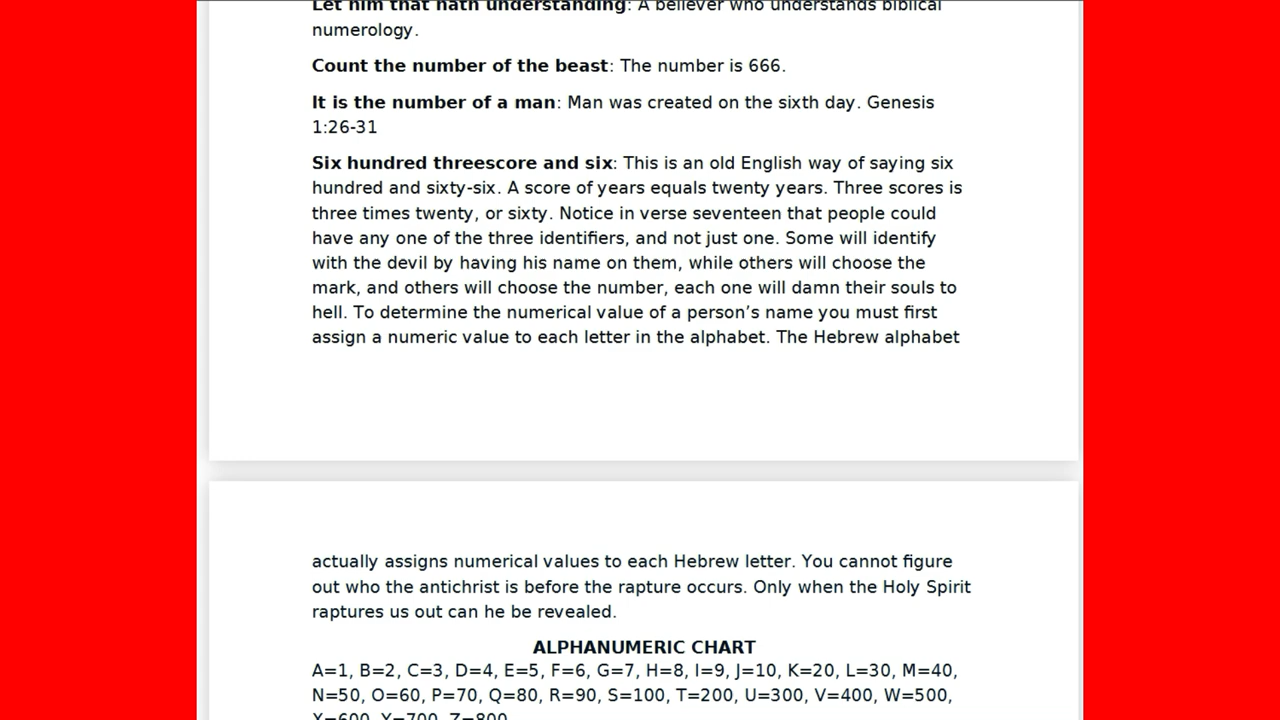 Let him that hath understanding: A believer who understands biblical
numerology.
Count the number of the beast: The number is 666.
It is the number of a man: Man was created on the sixth day. Genesis
1:26-31
Six hundred threescore and six: This is an old English way of saying six
hundred and sixty-six. A score of years equals twenty years. Three scores is
three times twenty, or sixty. Notice in verse seventeen that people could
have any one of the three identifiers, and not just one. Some will identify
with the devil by having his name on them, while others will choose the
mark, and others will choose the number, each one will damn their souls to
hell. To determine the numerical value of a person’s name you must first
assign a numeric value to each letter in the alphabet. The Hebrew alphabet
actually assigns numerical values to each Hebrew letter. You cannot figure
out who the antichrist is before the rapture occurs. Only when the Holy Spirit
raptures us out can he be revealed.
ALPHANUMERIC CHART
A=1, B=2, C=3, D=4, E=5, F=6, G=7, H=8, I=9, J=10, K=20, L=30, M=40,
N=50, O=60, P=70, Q=80, R=90, S=100, T=200, U=300, V=400, W=500,
X=600, Y=700, Z=800